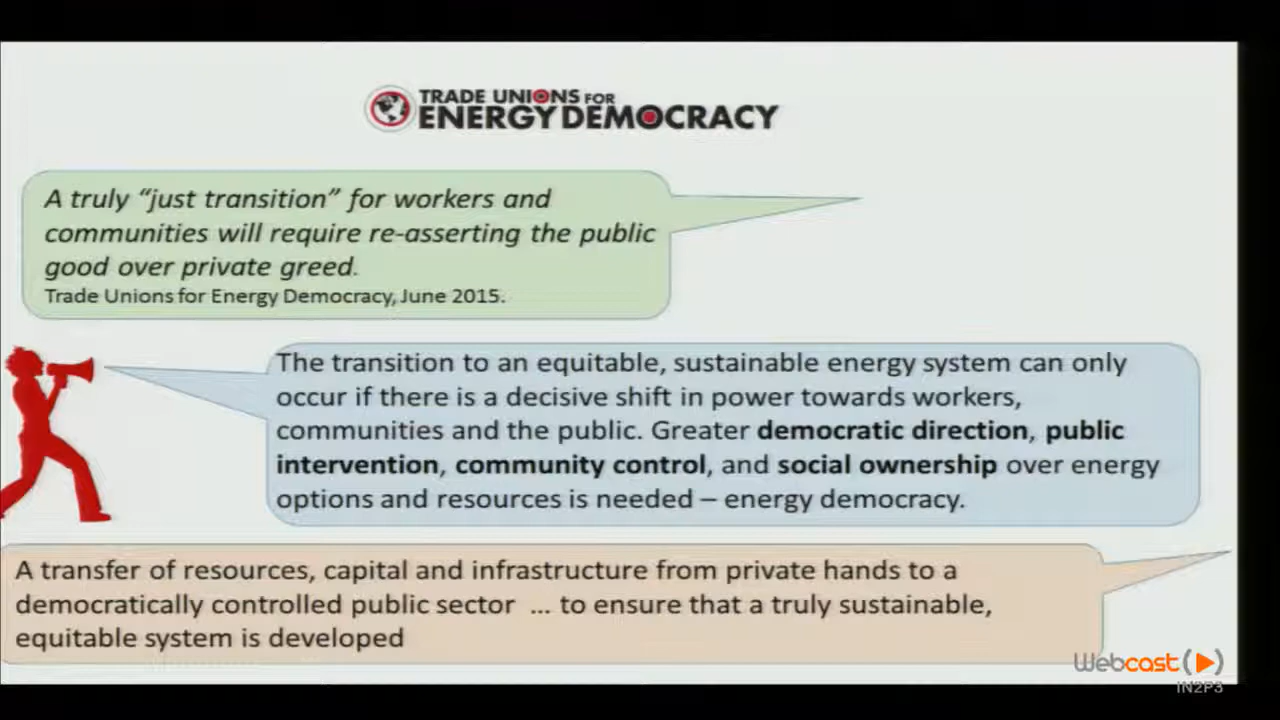 TRADE UNIONS FOR
ENERGY DEMOCRACY
A truly “just transition” for workers and
communities will require re-asserting the public
good over private greed.
Trade Unions for Energy Democracy, June 2015.
The transition to an equitable, sustainable energy system can only
occur if there is a decisive shift in power towards workers,
communities and the public. Greater democratic direction, public
intervention, community control, and social ownership over energy
options and resources is needed – energy democracy.
A transfer of resources, capital and infrastructure from private hands to a
democratically controlled public sector ... to ensure that a truly sustainable,
equitable system is developed
Webcast
IN2P3